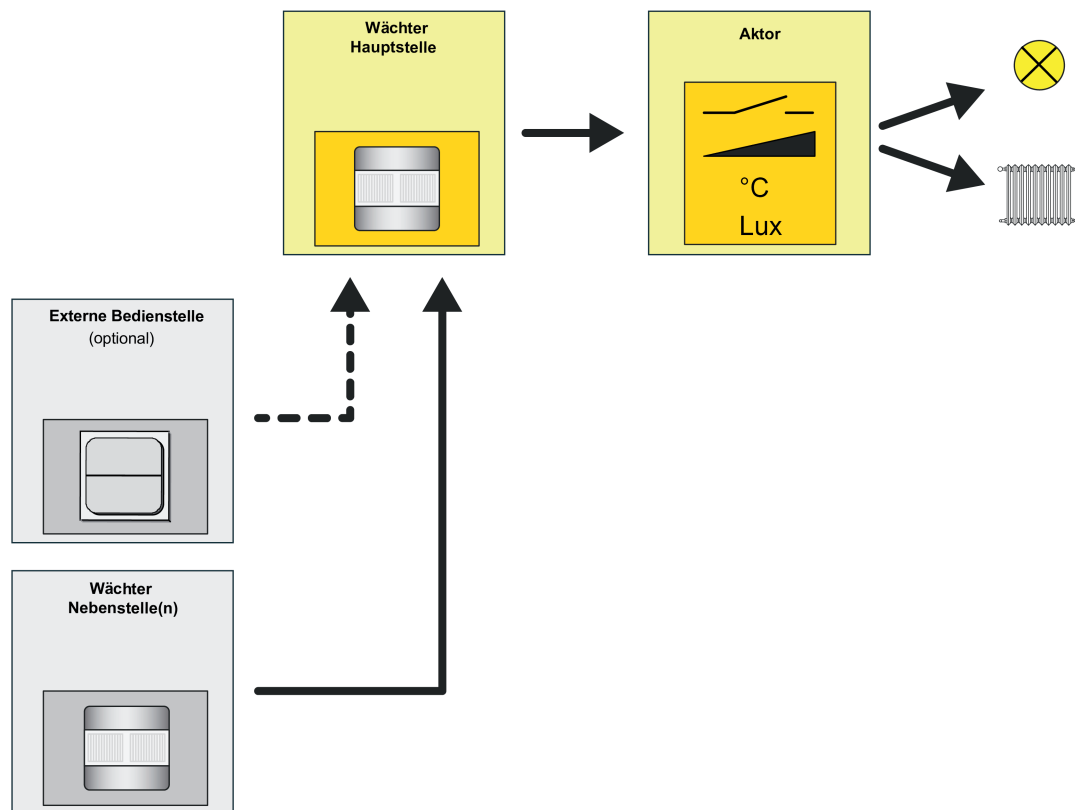 Wächter
Hauptstelle
Aktor
°C
Lux
Externe Bedienstelle
(optional)
Wächter
Nebenstelle(n)